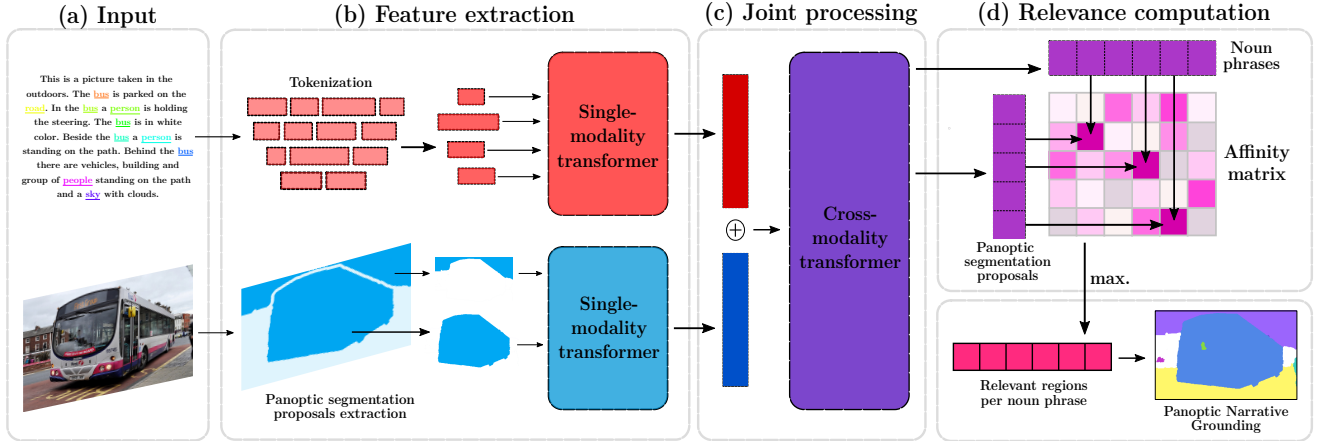 (a) Input
This is a picture taken in the
outdoors. The bus is parked on the
road. In the bus a person is holding
the steering. The bus is in white
color. Beside the bus a person is
standing on the path. Behind the bus
there are vehicles, building and
group of people standing on the path
and a sky with clouds.
(b) Feature extraction
Tokenization
Single-
modality
transformer
Panoptic segmentation
proposals extraction
Single-
modality
transformer
(c) Joint processing
+
Cross-
modality
transformer
(d) Relevance computation
Noun
phrases
Affinity
matrix
Panoptic
segmentation
proposals
max.
Relevant regions
per noun phrase
Panoptic Narrative
Grounding